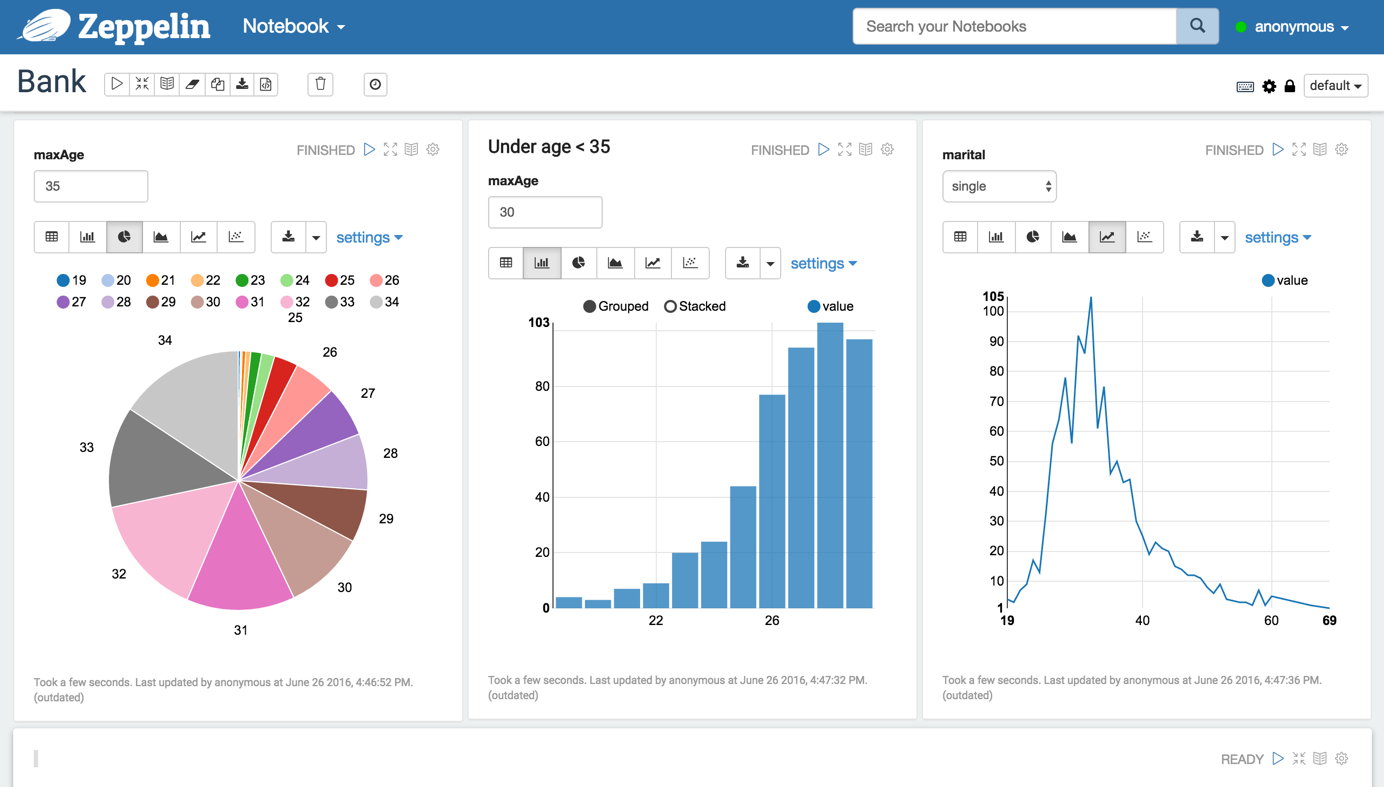 Zeppelin Notebook Search your Notebooks anonymous
Bank default
maxAge FINISHED
35
settings
19 20 21 22 23 24 25 26
27 28 29 30 31 32 33 34
25
34
26
27
33
28
29
32
30
31
Took a few seconds. Last updated by anonymous at June 26 2016, 4:46:52 PM.
(outdated)
Under age < 35 FINISHED
maxAge
30
settings
Grouped Stacked value
103
80
60
40
20
0
22 26
Took a few seconds. Last updated by anonymous at June 26 2016, 4:47:32 PM.
(outdated)
marital FINISHED
single
settings
value
105
100
90
80
70
60
50
40
30
20
10
1
19 40 60 69
Took a few seconds. Last updated by anonymous at June 26 2016, 4:47:36 PM.
(outdated)
READY